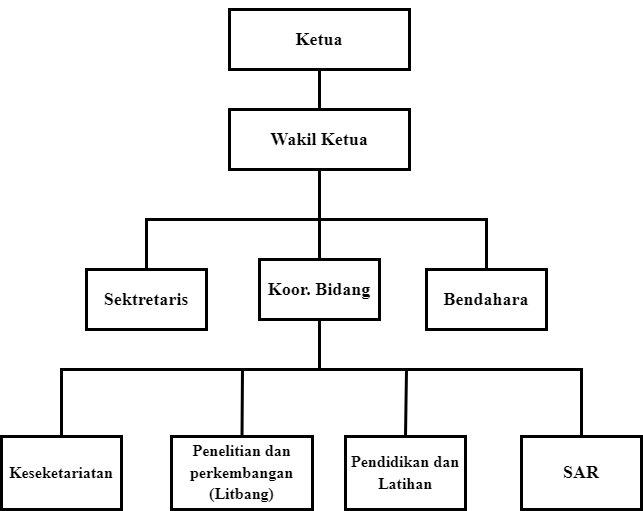 Ketua
Wakil Ketua
Sektretaris
Koor. Bidang
Bendahara
Keseketariatan
Penelitian dan
perkembangan
(Litbang)
Pendidikan dan
Latihan
SAR